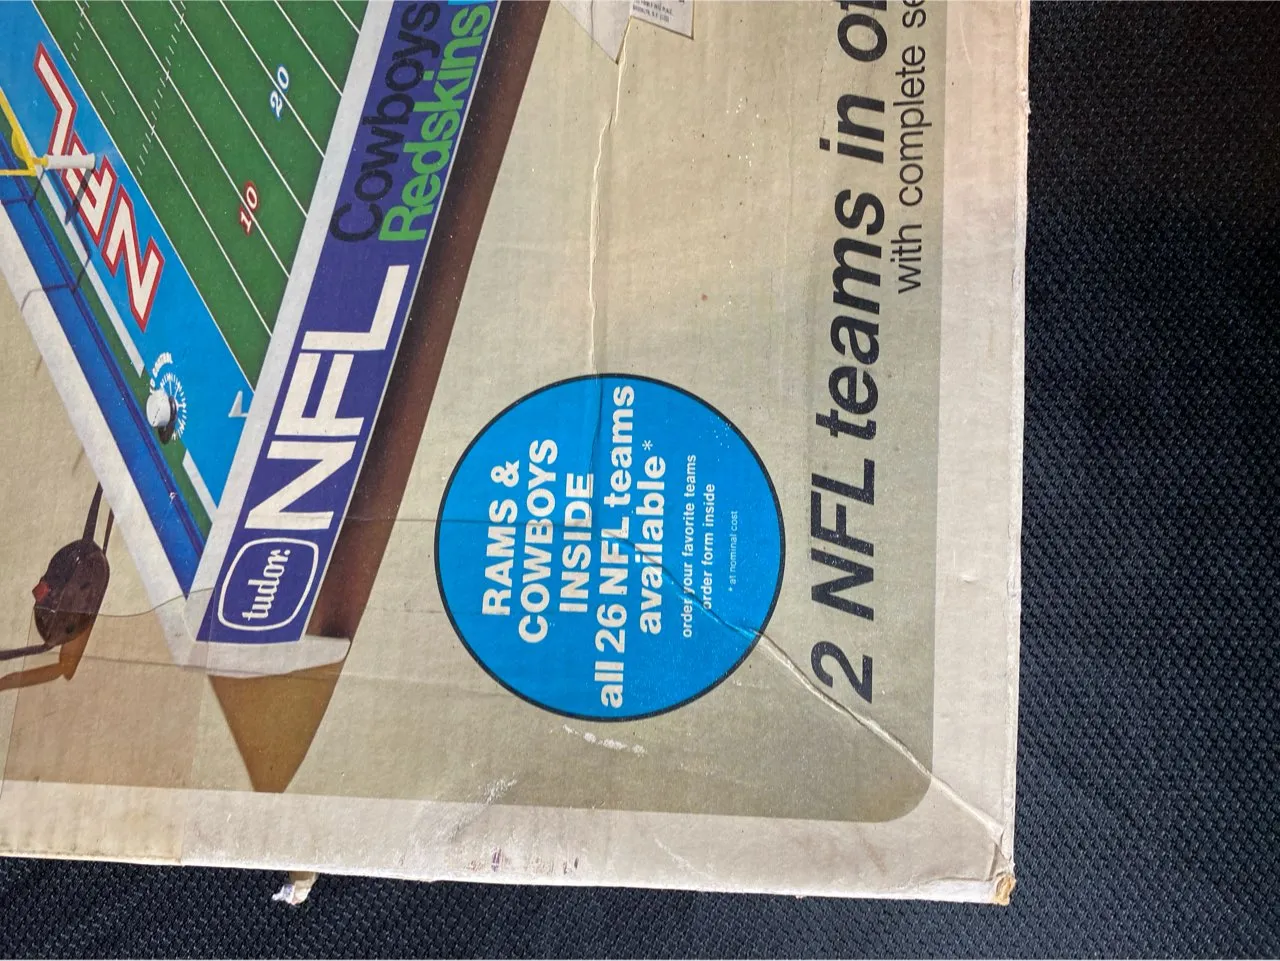 NFL
20
10
Cowboys
Redskins
tudor
NFL
RAMS &
COWBOYS
INSIDE
all 26 NFL teams
available*
order your favorite teams
order form inside
* at nominal cost
2 NFL teams in
with complete